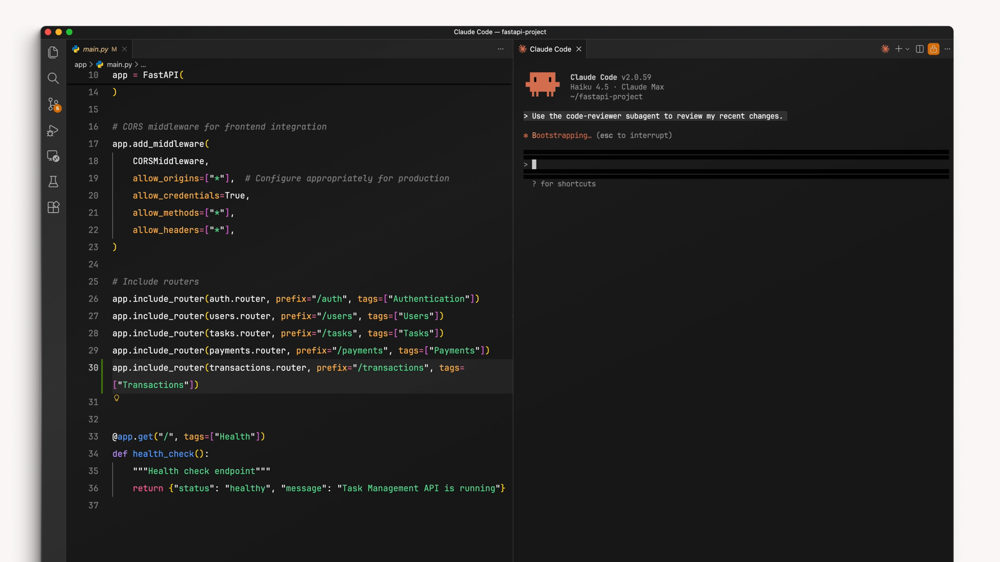 Claude Code — fastapi-project
main.py M
app > main.py > ...
10 app = FastAPI(
14 )
15
16 # CORS middleware for frontend integration
17 app.add_middleware(
18 CORSMiddleware,
19 allow_origins=["*"], # Configure appropriately for production
20 allow_credentials=True,
21 allow_methods=["*"],
22 allow_headers=["*"],
23 )
24
25 # Include routers
26 app.include_router(auth.router, prefix="/auth", tags=["Authentication"])
27 app.include_router(users.router, prefix="/users", tags=["Users"])
28 app.include_router(tasks.router, prefix="/tasks", tags=["Tasks"])
29 app.include_router(payments.router, prefix="/payments", tags=["Payments"])
30 app.include_router(transactions.router, prefix="/transactions", tags=
["Transactions"])
31
32
33 @app.get("/", tags=["Health"])
34 def health_check():
35 """Health check endpoint"""
36 return {"status": "healthy", "message": "Task Management API is running"}
37
5
Claude Code
Claude Code v2.0.59
Haiku 4.5 · Claude Max
~/fastapi-project
> Use the code-reviewer subagent to review my recent changes.
* Bootstrapping… (esc to interrupt)
>
? for shortcuts